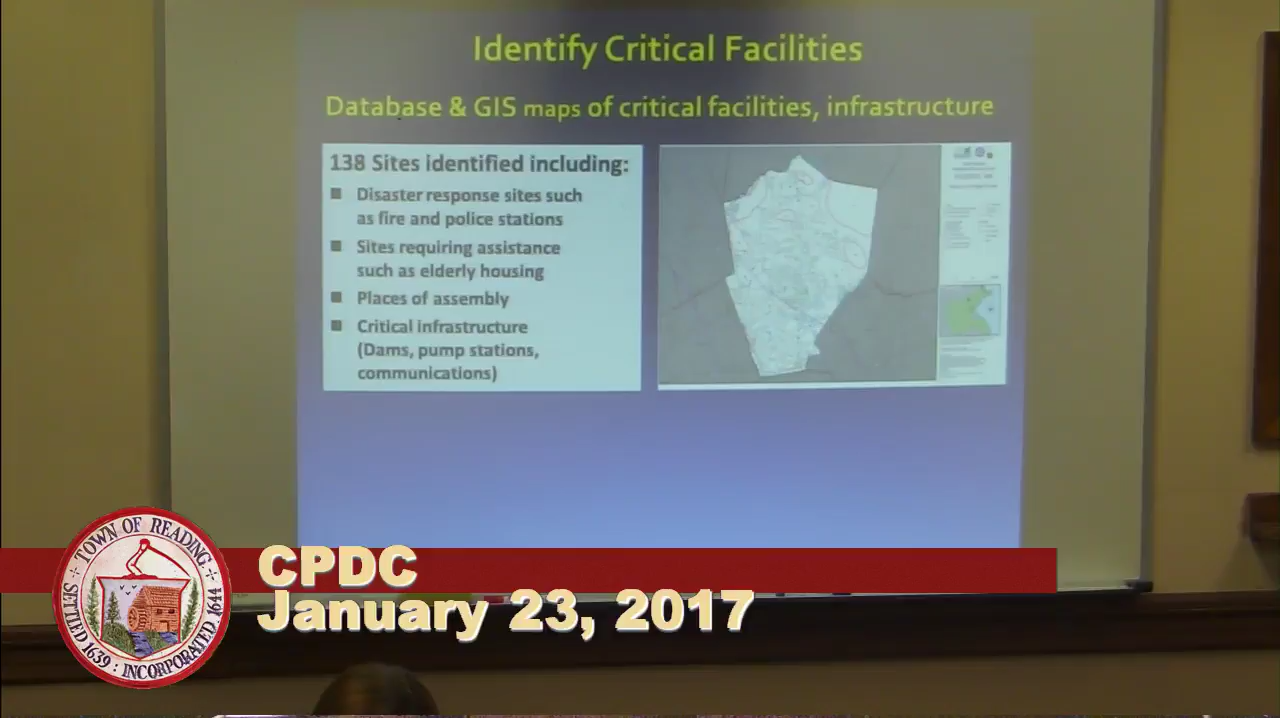 Identify Critical Facilities
Database & GIS maps of critical facilities, infrastructure
138 Sites identified including:
Disaster response sites such
as fire and police stations
Sites requiring assistance
such as elderly housing
Places of assembly
Critical infrastructure
(Dams, pump stations,
communications)
TOWN OF READING
SETTLED 1639 : INCORPORATED 1644
CPDC
January 23, 2017